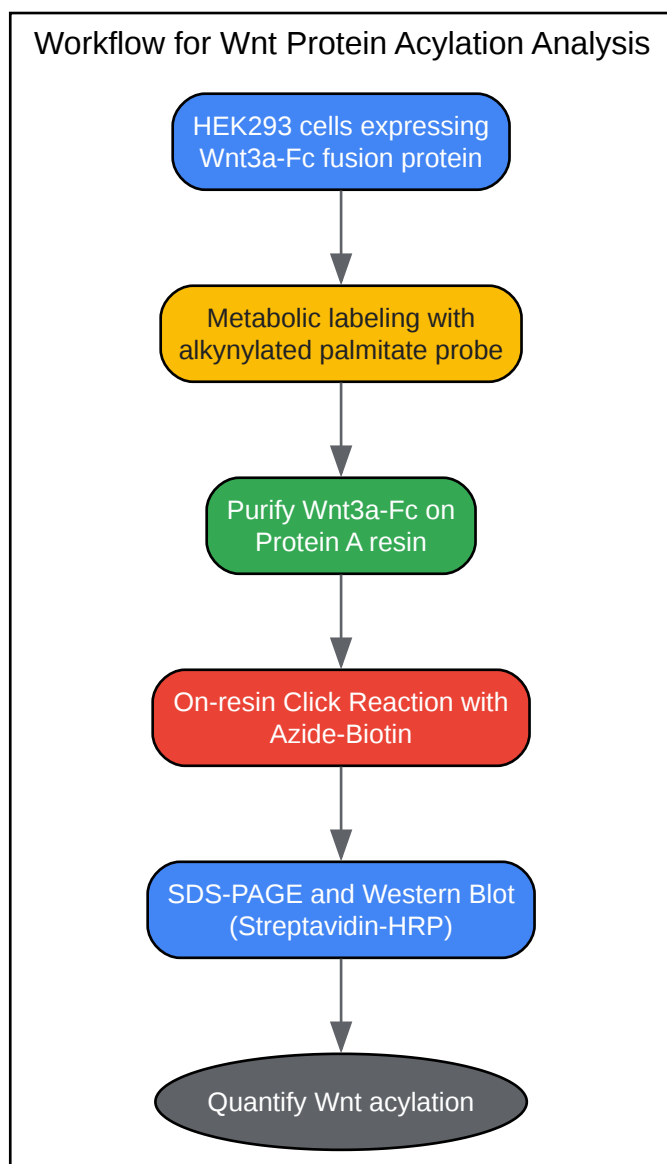 Workflow for Wnt Protein Acylation Analysis
HEK293 cells expressing
Wnt3a-Fc fusion protein
Metabolic labeling with
alkynylated palmitate probe
Purify Wnt3a-Fc on
Protein A resin
On-resin Click Reaction with
Azide-Biotin
SDS-PAGE and Western Blot
(Streptavidin-HRP)
Quantify Wnt acylation